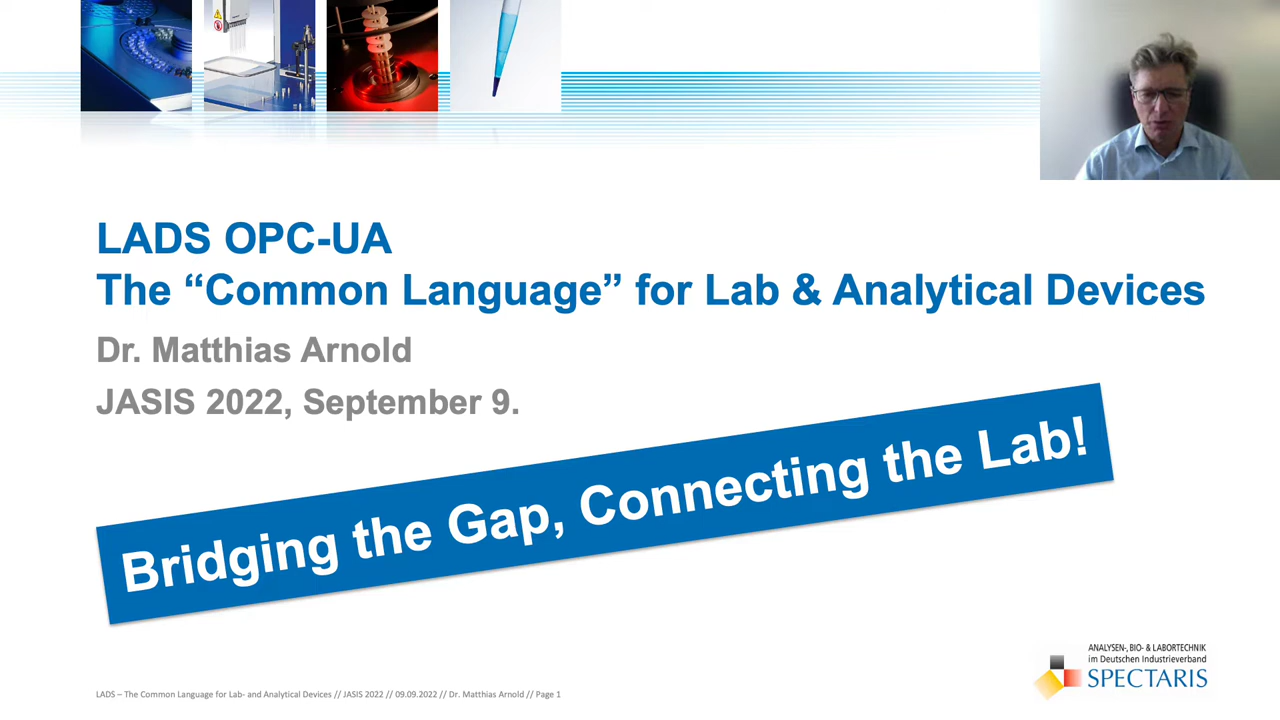 LADS OPC-UA
The “Common Language” for Lab & Analytical Devices
Dr. Matthias Arnold
JASIS 2022, September 9.
Bridging the Gap, Connecting the Lab!
ANALYSEN-, BIO- & LABORTECHNIK
im Deutschen Industrieverband
SPECTARIS
LADS – The Common Language for Lab- and Analytical Devices // JASIS 2022 // 09.09.2022 // Dr. Matthias Arnold // Page 1